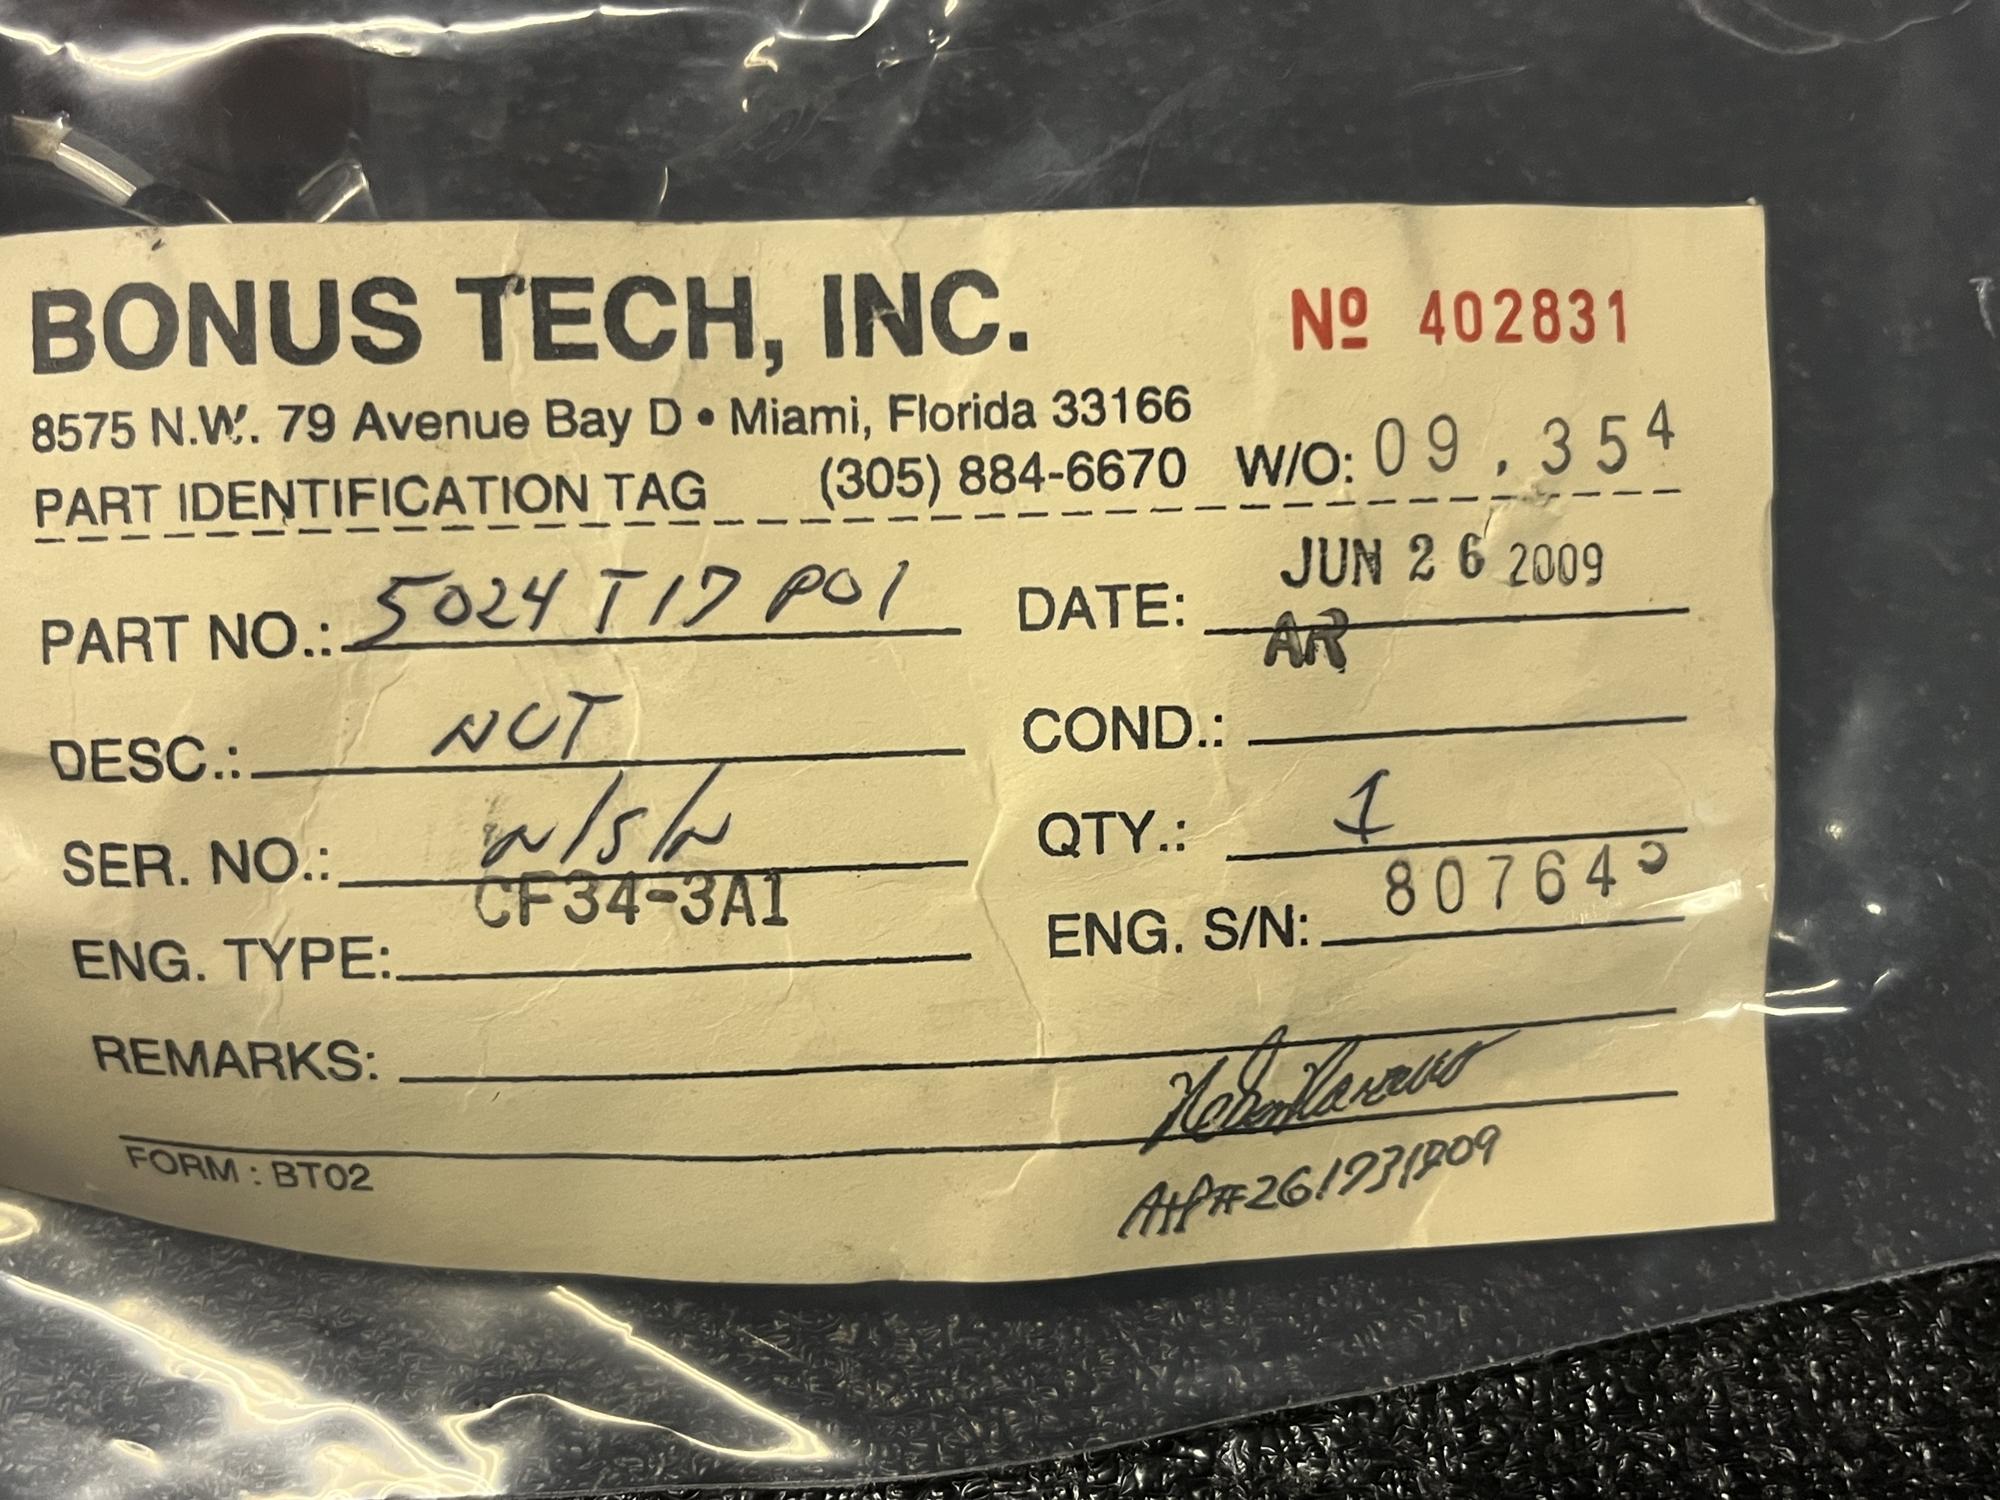 BONUS TECH, INC. Nº 402831
8575 N.W. 79 Avenue Bay D • Miami, Florida 33166
PART IDENTIFICATION TAG (305) 884-6670 W/O: 09.354
PART NO.: 5024T17P01 DATE: JUN 26 2009
DESC.: NUT COND.: AR
SER. NO.: N/S/N QTY.: 1
ENG. TYPE: CF34-3A1 ENG. S/N: 80764
REMARKS:
FORM : BT02